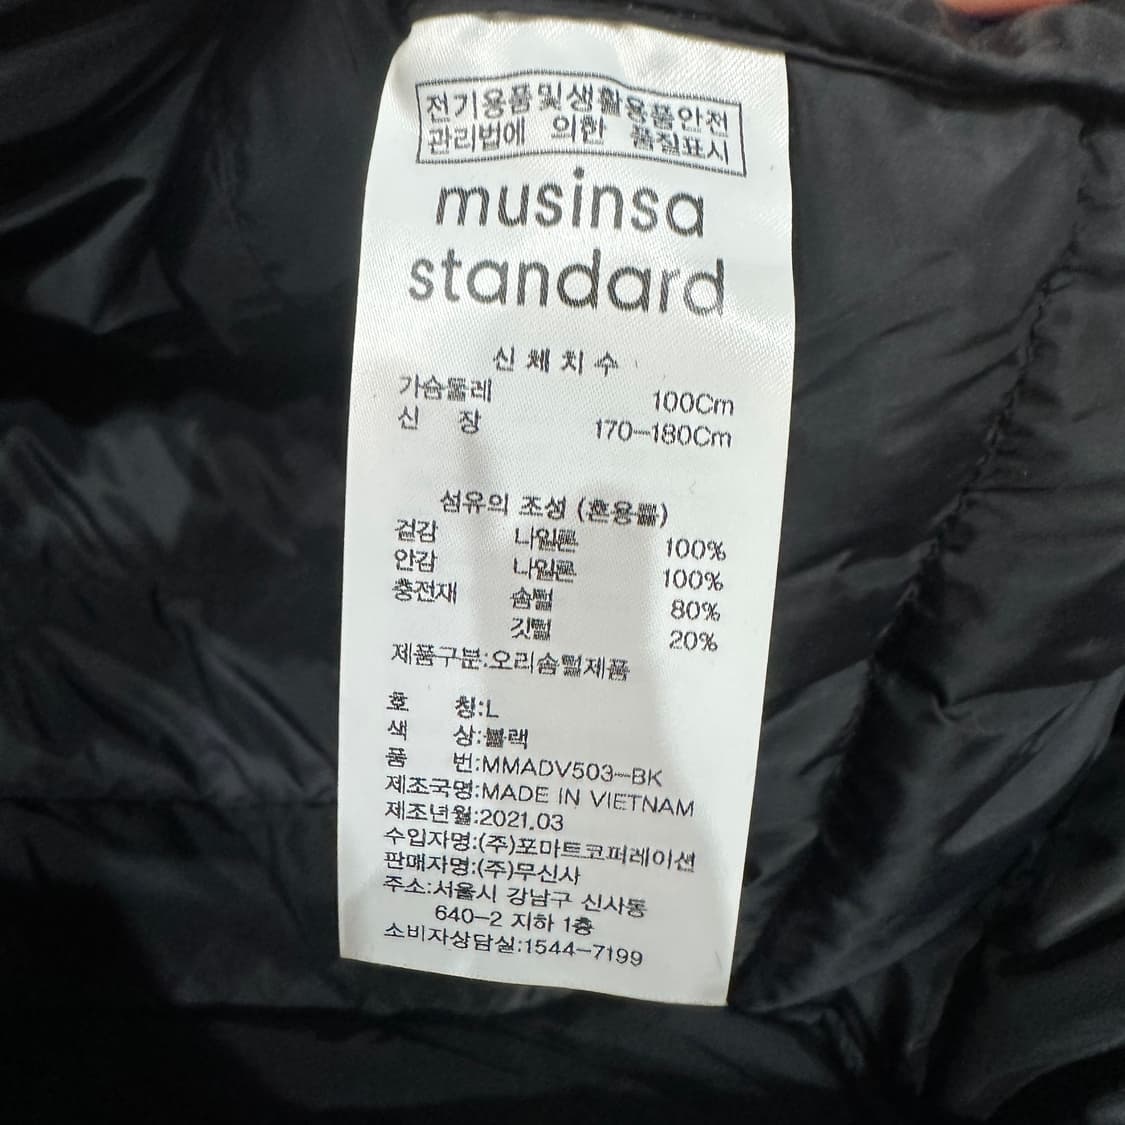 전기용품및생활용품안전
관리법에 의한 품질표시
musinsa
standard
신체치수
가슴둘레 100Cm
신 장 170-180Cm
섬유의 조성 (혼용률)
겉감 나일론 100%
안감 나일론 100%
충전재 솜털 80%
깃털 20%
제품구분:오리솜털제품
호 칭:L
색 상:블랙
품 번:MMADV503-BK
제조국명:MADE IN VIETNAM
제조년월:2021.03
수입자명:(주)포마트코퍼레이션
판매자명:(주)무신사
주소:서울시 강남구 신사동
640-2 지하 1층
소비자상담실:1544-7199